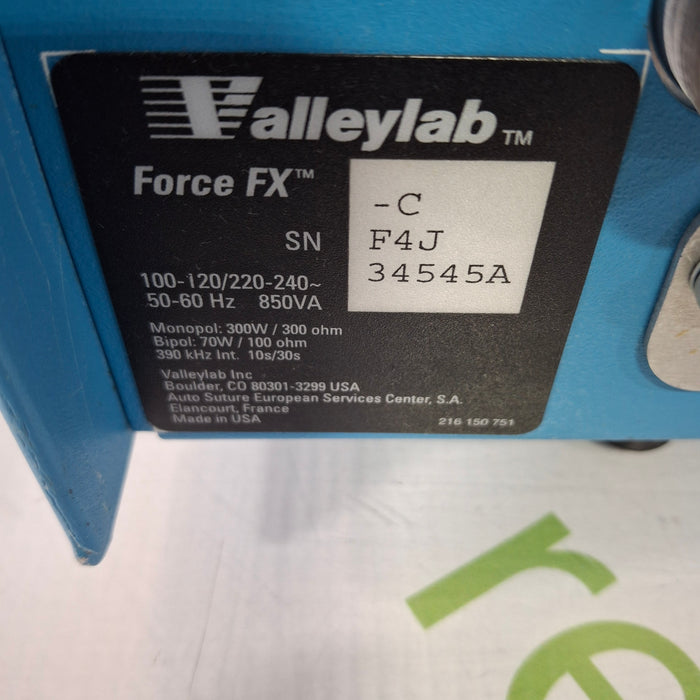 Valleylab™
Force FX™ -C
SN F4J
34545A
100-120/220-240~
50-60 Hz 850VA
Monopol: 300W / 300 ohm
Bipol: 70W / 100 ohm
390 kHz Int. 10s/30s
Valleylab Inc
Boulder, CO 80301-3299 USA
Auto Suture European Services Center, S.A.
Elancourt, France
Made in USA 216 150 751
re